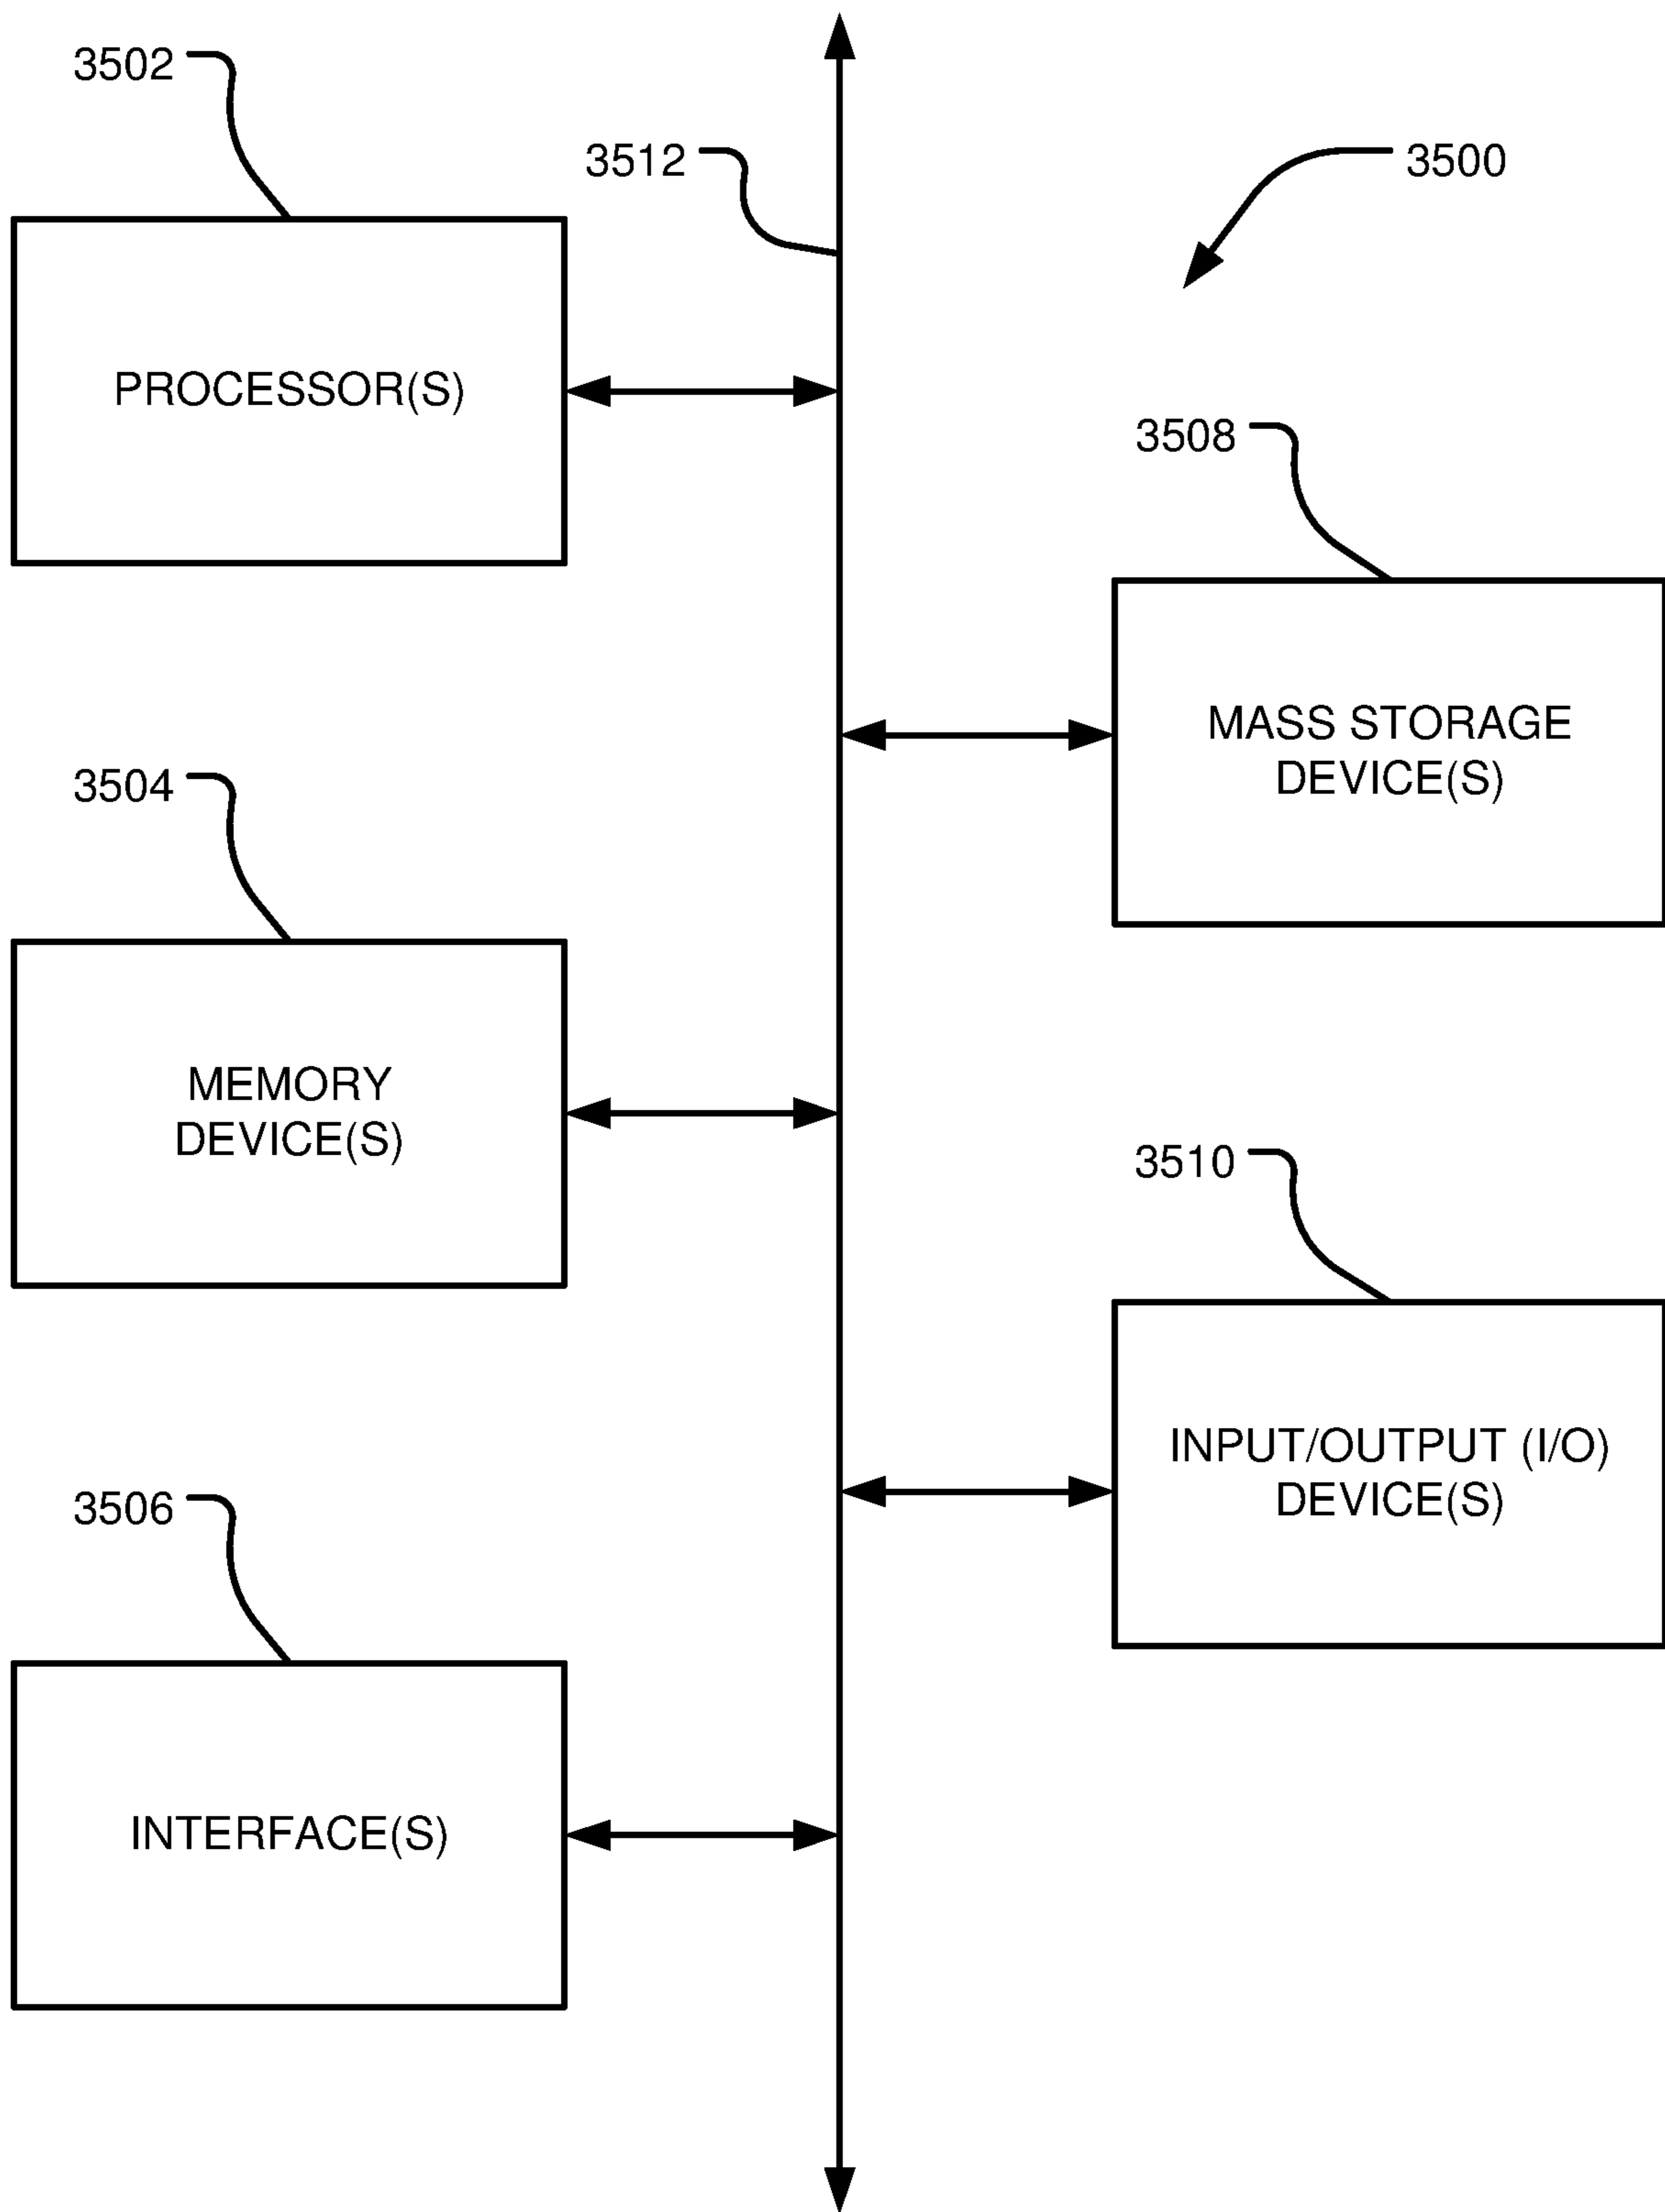 3502
3512
3500
PROCESSOR(S)
3508
MASS STORAGE
DEVICE(S)
3504
MEMORY
DEVICE(S)
3510
INPUT/OUTPUT (I/O)
DEVICE(S)
3506
INTERFACE(S)